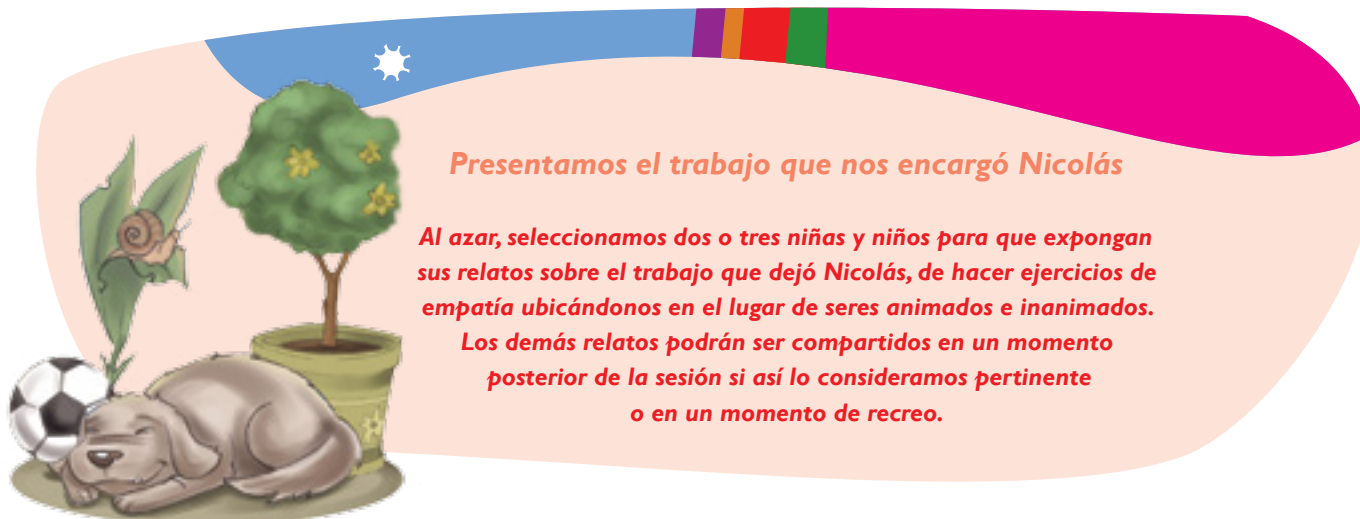 Presentamos el trabajo que nos encargó Nicolás
Al azar, seleccionamos dos o tres niñas y niños para que expongan
sus relatos sobre el trabajo que dejó Nicolás, de hacer ejercicios de
empatía ubicándonos en el lugar de seres animados e inanimados.
Los demás relatos podrán ser compartidos en un momento
posterior de la sesión si así lo consideramos pertinente
o en un momento de recreo.